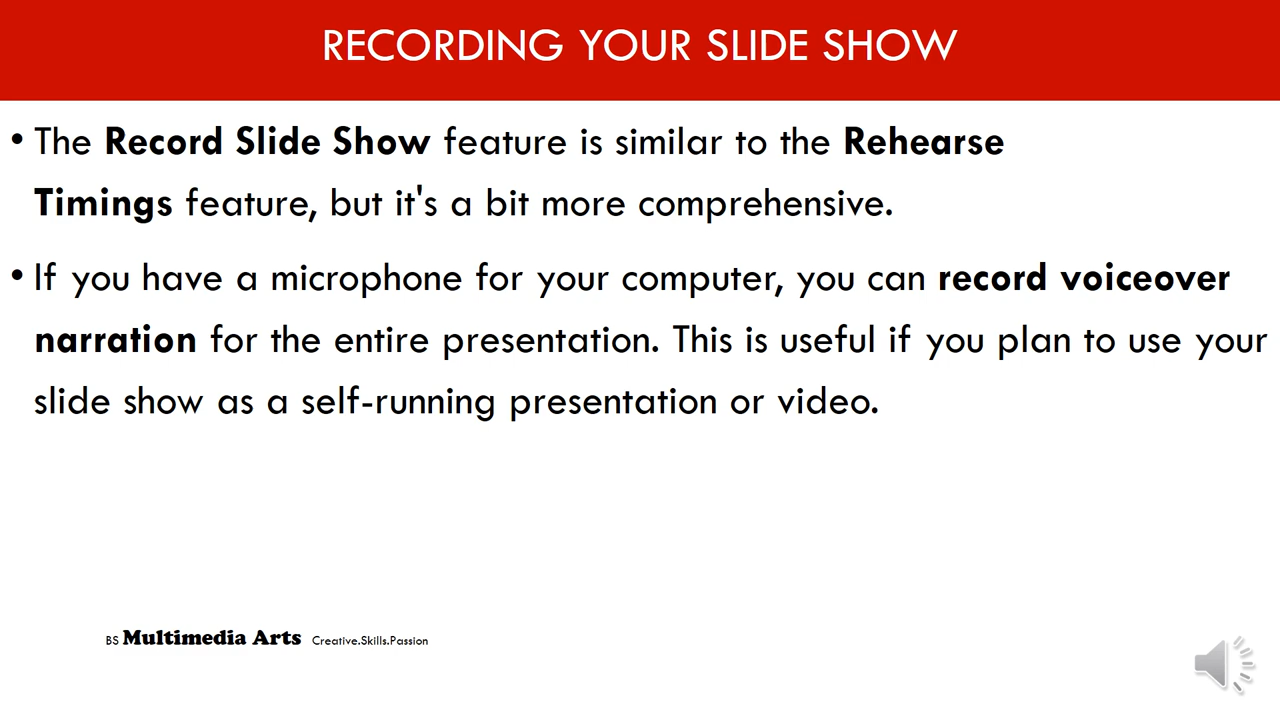 RECORDING YOUR SLIDE SHOW
• The Record Slide Show feature is similar to the Rehearse
Timings feature, but it's a bit more comprehensive.
• If you have a microphone for your computer, you can record voiceover
narration for the entire presentation. This is useful if you plan to use your
slide show as a self-running presentation or video.
BS Multimedia Arts Creative.Skills.Passion